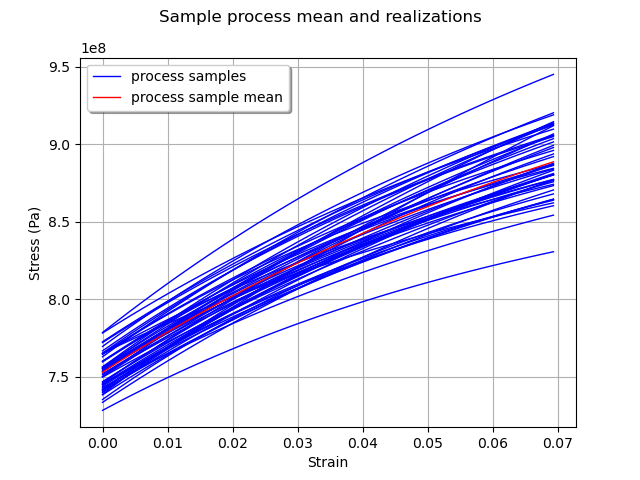 Sample process mean and realizations
1e8
process samples
process sample mean
9.5
9.0
8.5
8.0
7.5
Stress (Pa)
0.00 0.01 0.02 0.03 0.04 0.05 0.06 0.07
Strain